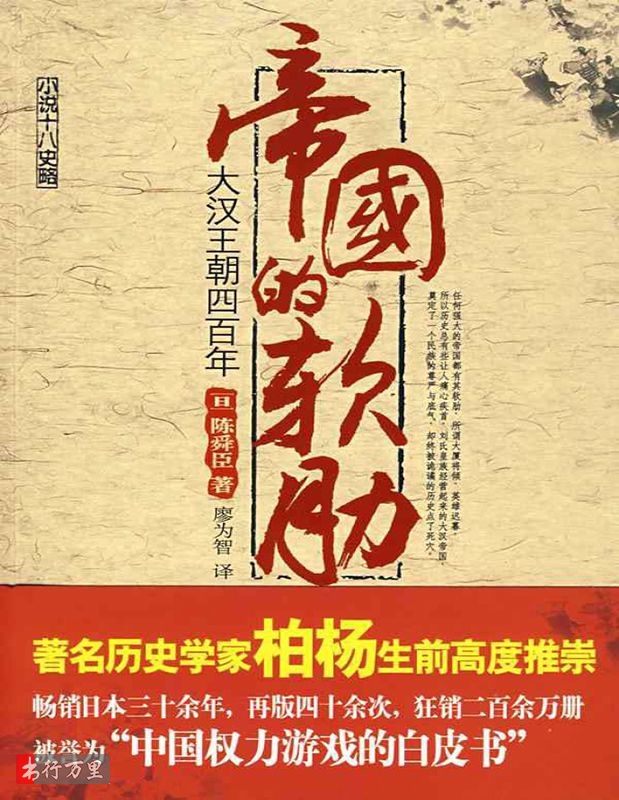 小说十八史略
帝國的软肋
大汉王朝四百年
日 陈舜臣 著
廖为智 译
任何强大的帝国都有其软肋，所谓大厦将倾，英雄迟暮，
所以历史总有些让人痛心疾首。刘氏皇族经营起来的大汉帝国，
奠定了一个民族的尊严与底气，却终被诡谲的历史点了死穴。
著名历史学家柏杨生前高度推崇
畅销日本三十余年，再版四十余次，狂销二百余万册
被誉为“中国权力游戏的白皮书”
书行万里